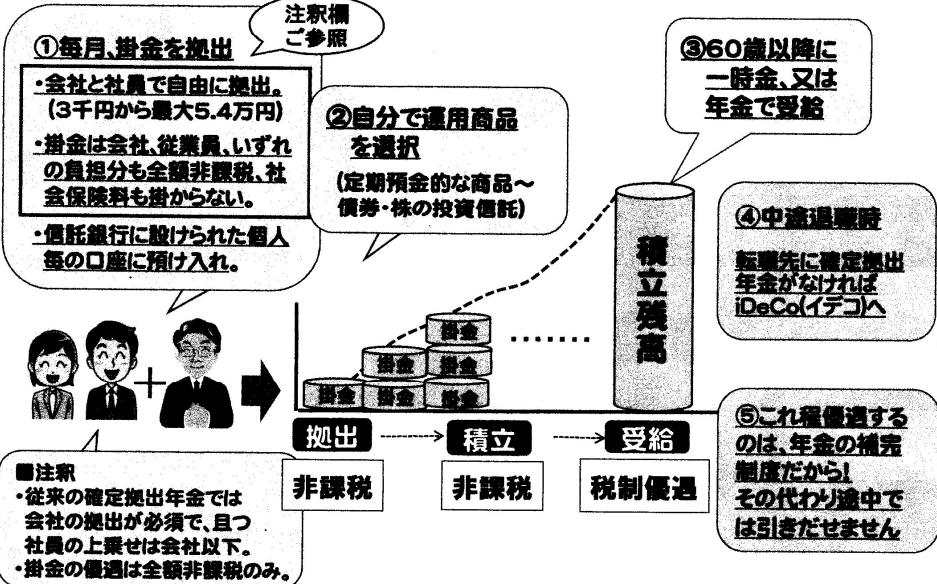 注釈欄
ご参照
①毎月、掛金を拠出
・会社と社員で自由に拠出。
(3千円から最大5.4万円)
・掛金は会社、従業員、いずれ
の負担分も全額非課税、社
会保険料も掛からない。
・信託銀行に設けられた個人
毎の口座に預け入れ。
②自分で運用商品
を選択
(定期預金的な商品～
債券・株の投資信託)
③60歳以降に
一時金、又は
年金で受給
④中途退職時
転職先に確定拠出
年金がなければ
iDeCo(イデコ)へ
⑤これ程優遇する
のは、年金の補完
制度だから!
その代わり途中で
は引きだせません
積立残高
掛金
掛金 掛金
掛金 掛金 掛金
拠出 積立 受給
非課税 非課税 税制優遇
■注釈
・従来の確定拠出年金では
会社の拠出が必須で、且つ
社員の上乗せは会社以下。
・掛金の優遇は全額非課税のみ。